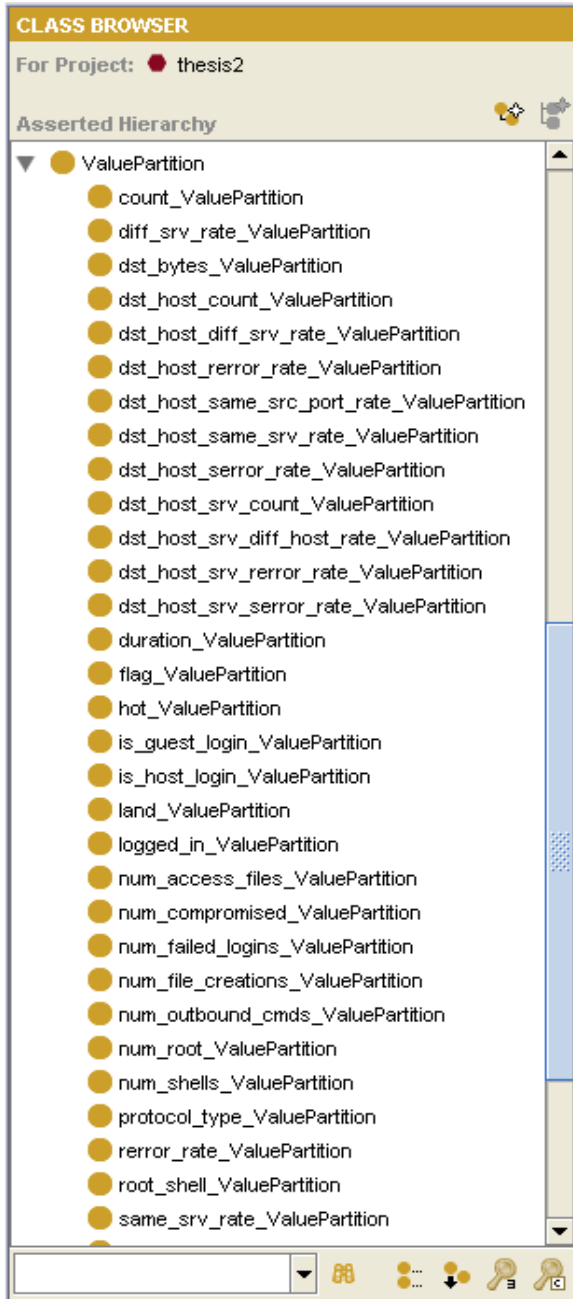 CLASS BROWSER
For Project: thesis2
Asserted Hierarchy
ValuePartition
count_ValuePartition
diff_srv_rate_ValuePartition
dst_bytes_ValuePartition
dst_host_count_ValuePartition
dst_host_diff_srv_rate_ValuePartition
dst_host_rerror_rate_ValuePartition
dst_host_same_src_port_rate_ValuePartition
dst_host_same_srv_rate_ValuePartition
dst_host_serror_rate_ValuePartition
dst_host_srv_count_ValuePartition
dst_host_srv_diff_host_rate_ValuePartition
dst_host_srv_rerror_rate_ValuePartition
dst_host_srv_serror_rate_ValuePartition
duration_ValuePartition
flag_ValuePartition
hot_ValuePartition
is_guest_login_ValuePartition
is_host_login_ValuePartition
land_ValuePartition
logged_in_ValuePartition
num_access_files_ValuePartition
num_compromised_ValuePartition
num_failed_logins_ValuePartition
num_file_creations_ValuePartition
num_outbound_cmds_ValuePartition
num_root_ValuePartition
num_shells_ValuePartition
protocol_type_ValuePartition
rerror_rate_ValuePartition
root_shell_ValuePartition
same_srv_rate_ValuePartition